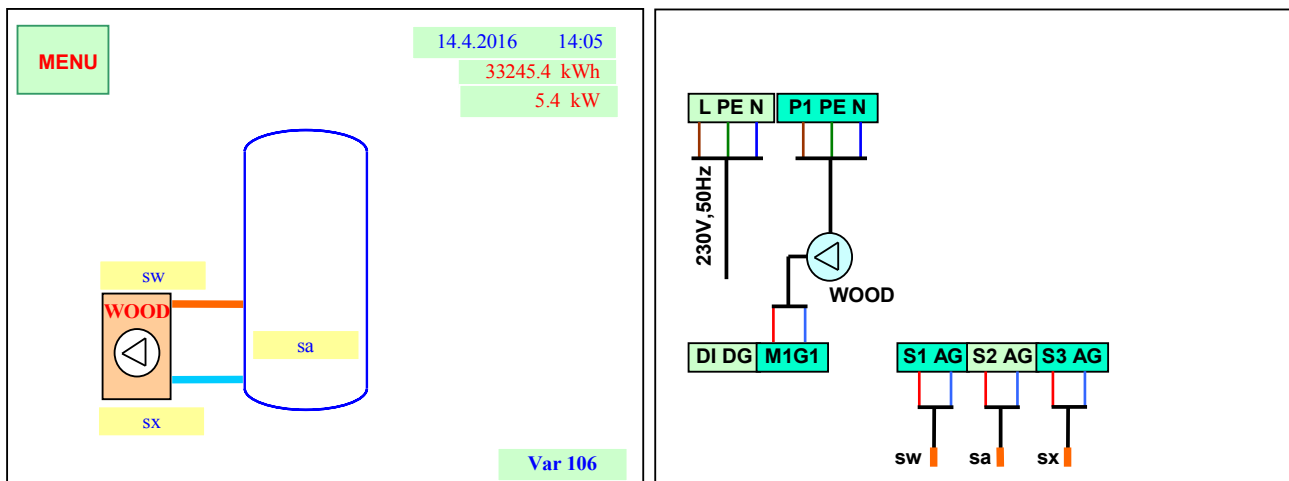 MENU
14.4.2016 14:05
33245.4 kWh
5.4 kW
sw
WOOD
sa
sx
Var 106
L PE N
P1 PE N
230V,50Hz
WOOD
DI DG
M1G1
S1 AG
S2 AG
S3 AG
sw
sa
sx